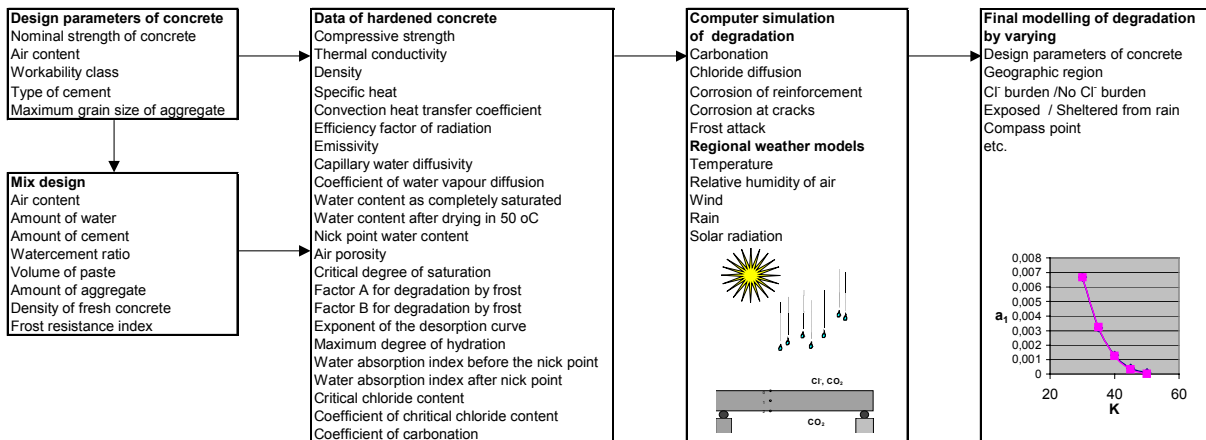 Design parameters of concrete
Nominal strength of concrete
Air content
Workability class
Type of cement
Maximum grain size of aggregate
Mix design
Air content
Amount of water
Amount of cement
Watercement ratio
Volume of paste
Amount of aggregate
Density of fresh concrete
Frost resistance index
Data of hardened concrete
Compressive strength
Thermal conductivity
Density
Specific heat
Convection heat transfer coefficient
Efficiency factor of radiation
Emissivity
Capillary water diffusivity
Coefficient of water vapour diffusion
Water content as completely saturated
Water content after drying in 50 oC
Nick point water content
Air porosity
Critical degree of saturation
Factor A for degradation by frost
Factor B for degradation by frost
Exponent of the desorption curve
Maximum degree of hydration
Water absorption index before the nick point
Water absorption index after nick point
Critical chloride content
Coefficient of chritical chloride content
Coefficient of carbonation
Computer simulation
of degradation
Carbonation
Chloride diffusion
Corrosion of reinforcement
Corrosion at cracks
Frost attack
Regional weather models
Temperature
Relative humidity of air
Wind
Rain
Solar radiation
Cl⁻, CO₂
CO₂
Final modelling of degradation
by varying
Design parameters of concrete
Geographic region
Cl⁻ burden /No Cl⁻ burden
Exposed / Sheltered from rain
Compass point
etc.
0,008
0,007
0,006
0,005
a₁ 0,004
0,003
0,002
0,001
0
20 40 60
K